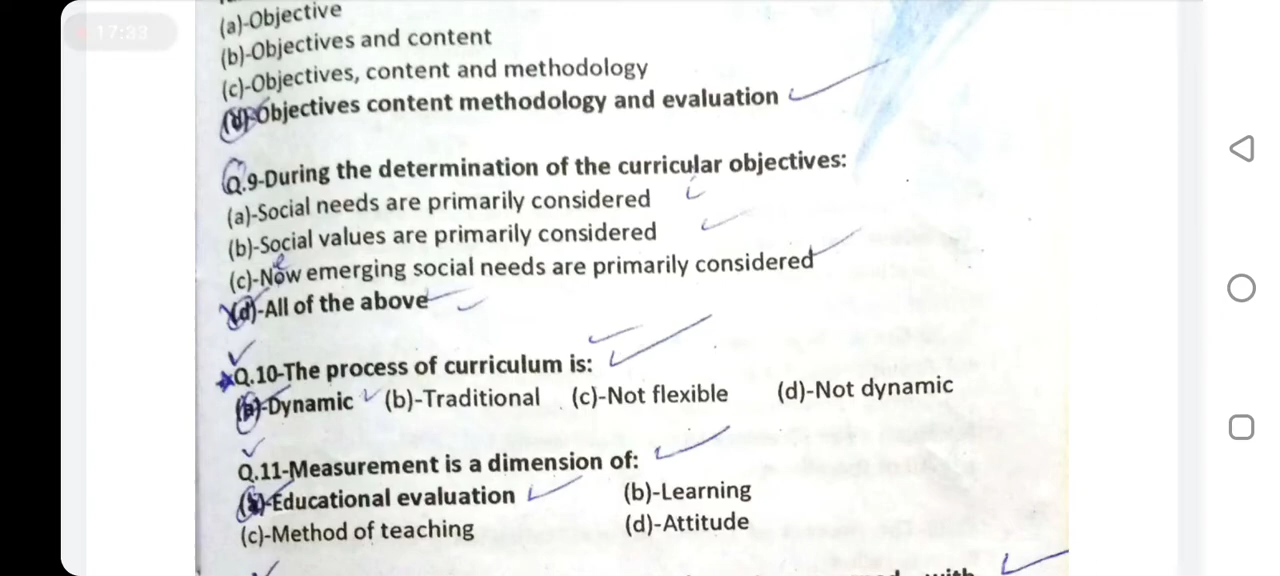 17:33
(a)-Objective
(b)-Objectives and content
(c)-Objectives, content and methodology
(d)-Objectives content methodology and evaluation
Q.9-During the determination of the curricular objectives:
(a)-Social needs are primarily considered
(b)-Social values are primarily considered
(c)-Now emerging social needs are primarily considered
(d)-All of the above
Q.10-The process of curriculum is:
(a)-Dynamic (b)-Traditional (c)-Not flexible (d)-Not dynamic
Q.11-Measurement is a dimension of:
(a)-Educational evaluation (b)-Learning
(c)-Method of teaching (d)-Attitude
with